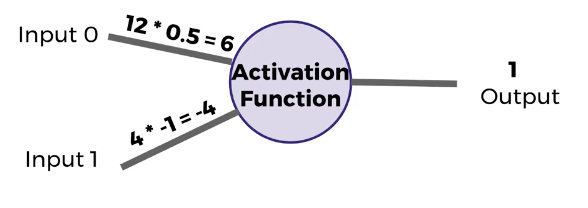 Input 0
12 * 0.5 = 6
Activation
Function
1
Output
4 * -1 = -4
Input 1